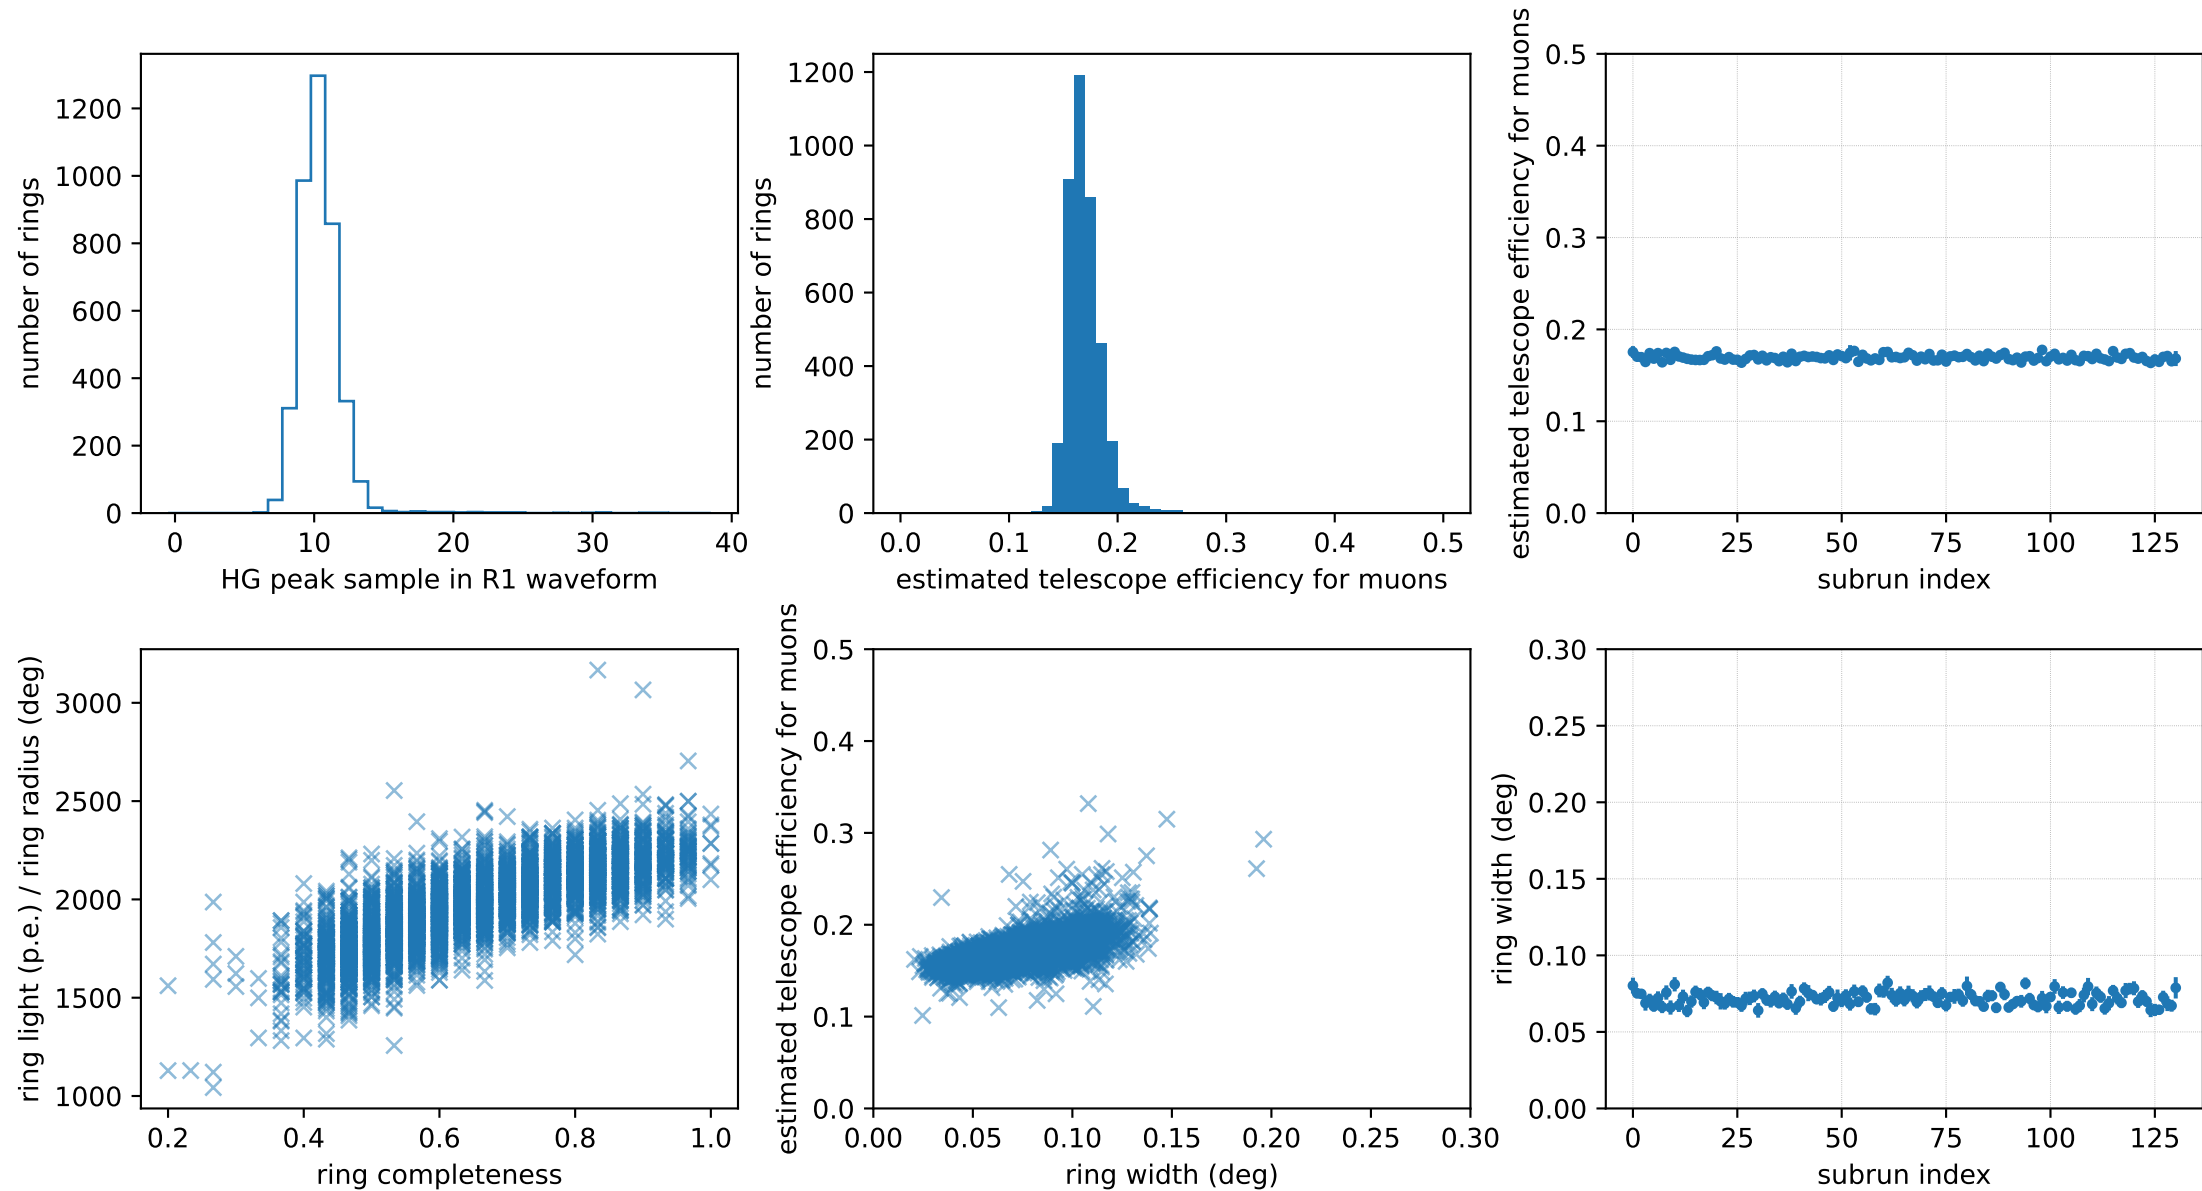 number of rings
1200
1000
800
600
400
200
0
0 10 20 30 40
HG peak sample in R1 waveform
number of rings
1200
1000
800
600
400
200
0
0.0 0.1 0.2 0.3 0.4 0.5
estimated telescope efficiency for muons
estimated telescope efficiency for muons
0.5
0.4
0.3
0.2
0.1
0.0
0 25 50 75 100 125
subrun index
ring light (p.e.) / ring radius (deg)
3000
2500
2000
1500
1000
0.2 0.4 0.6 0.8 1.0
ring completeness
estimated telescope efficiency for muons
0.5
0.4
0.3
0.2
0.1
0.0
0.00 0.05 0.10 0.15 0.20 0.25 0.30
ring width (deg)
ring width (deg)
0.30
0.25
0.20
0.15
0.10
0.05
0.00
0 25 50 75 100 125
subrun index